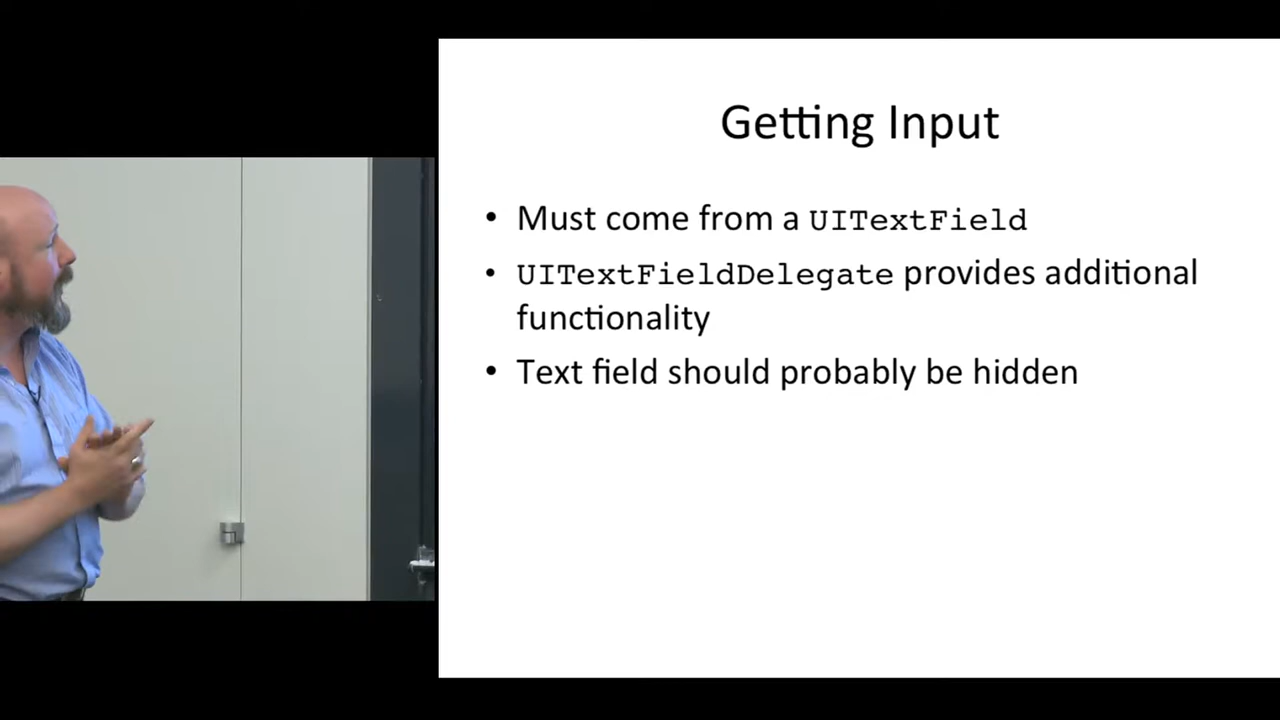 Getting Input
• Must come from a UITextField
• UITextFieldDelegate provides additional
functionality
• Text field should probably be hidden